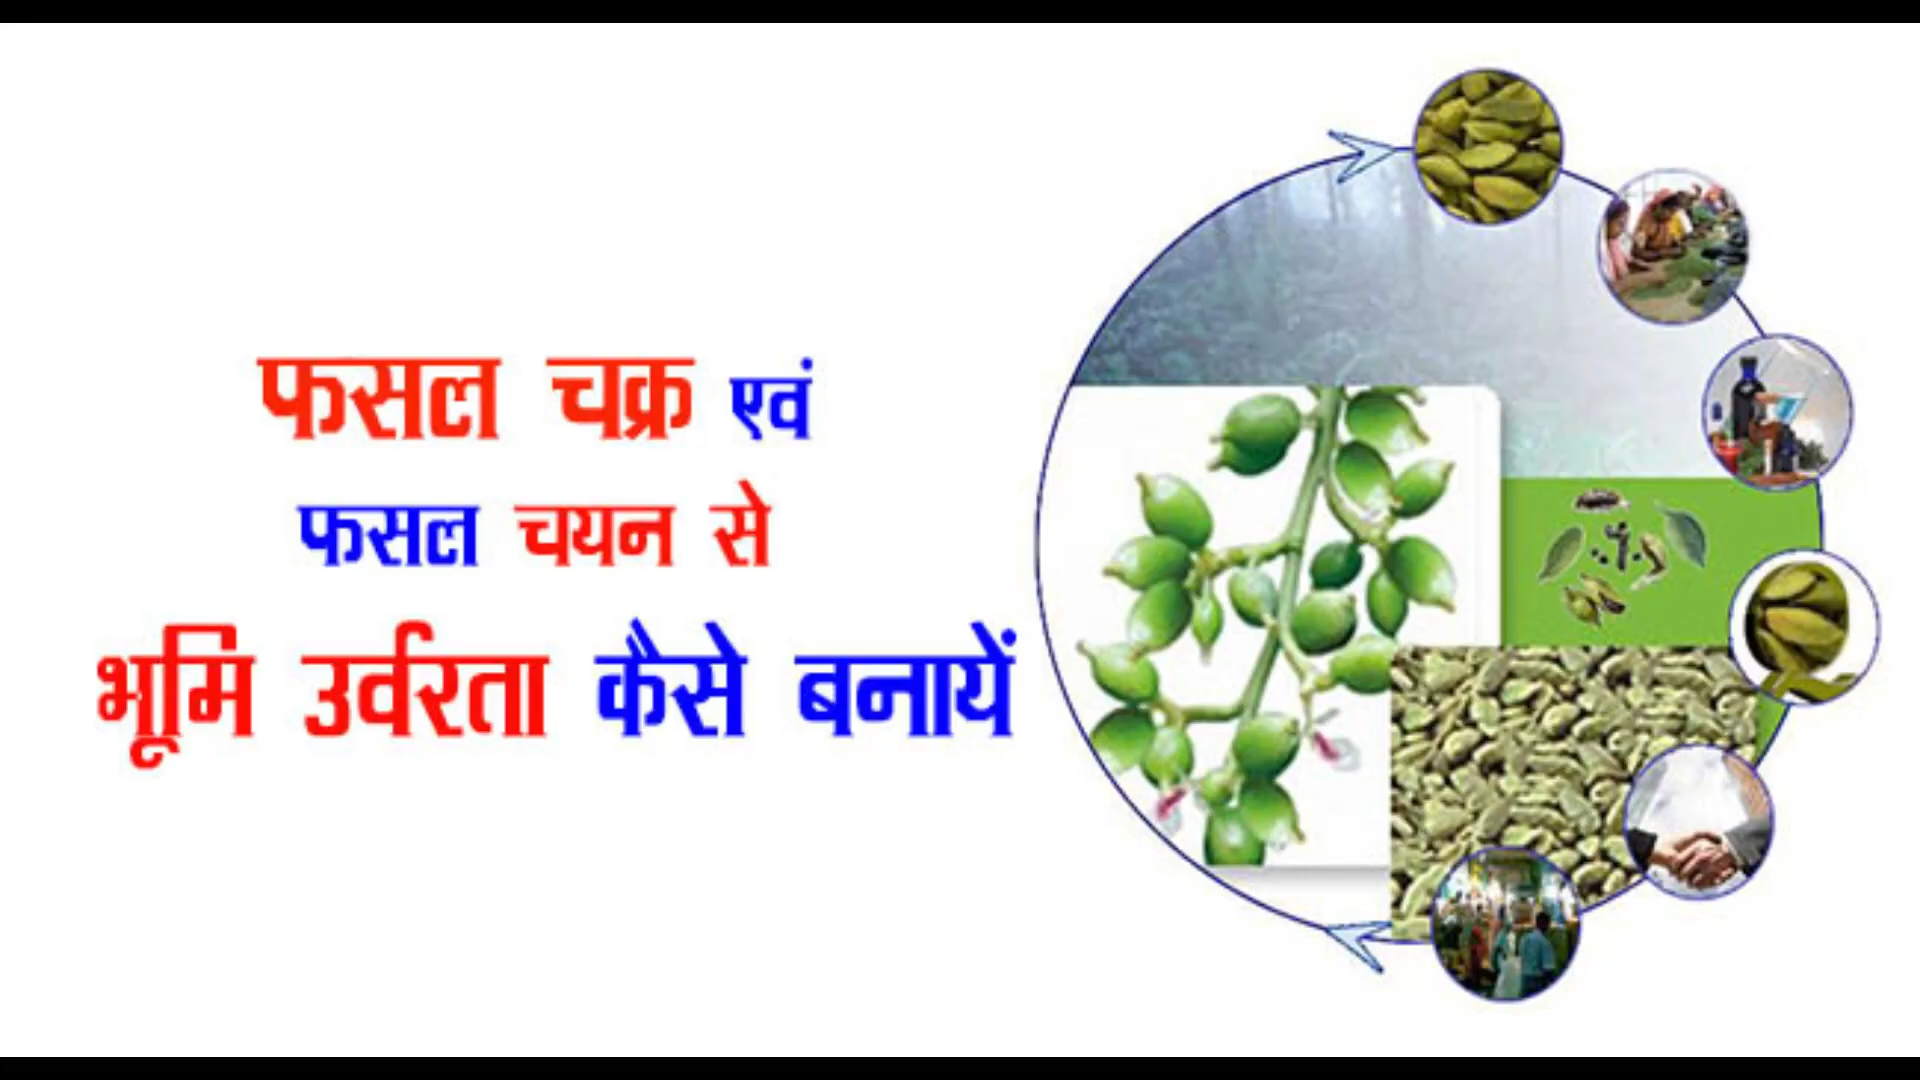 फसल चक्र एवं
फसल चयन से
भूमि उर्वरता कैसे बनायें